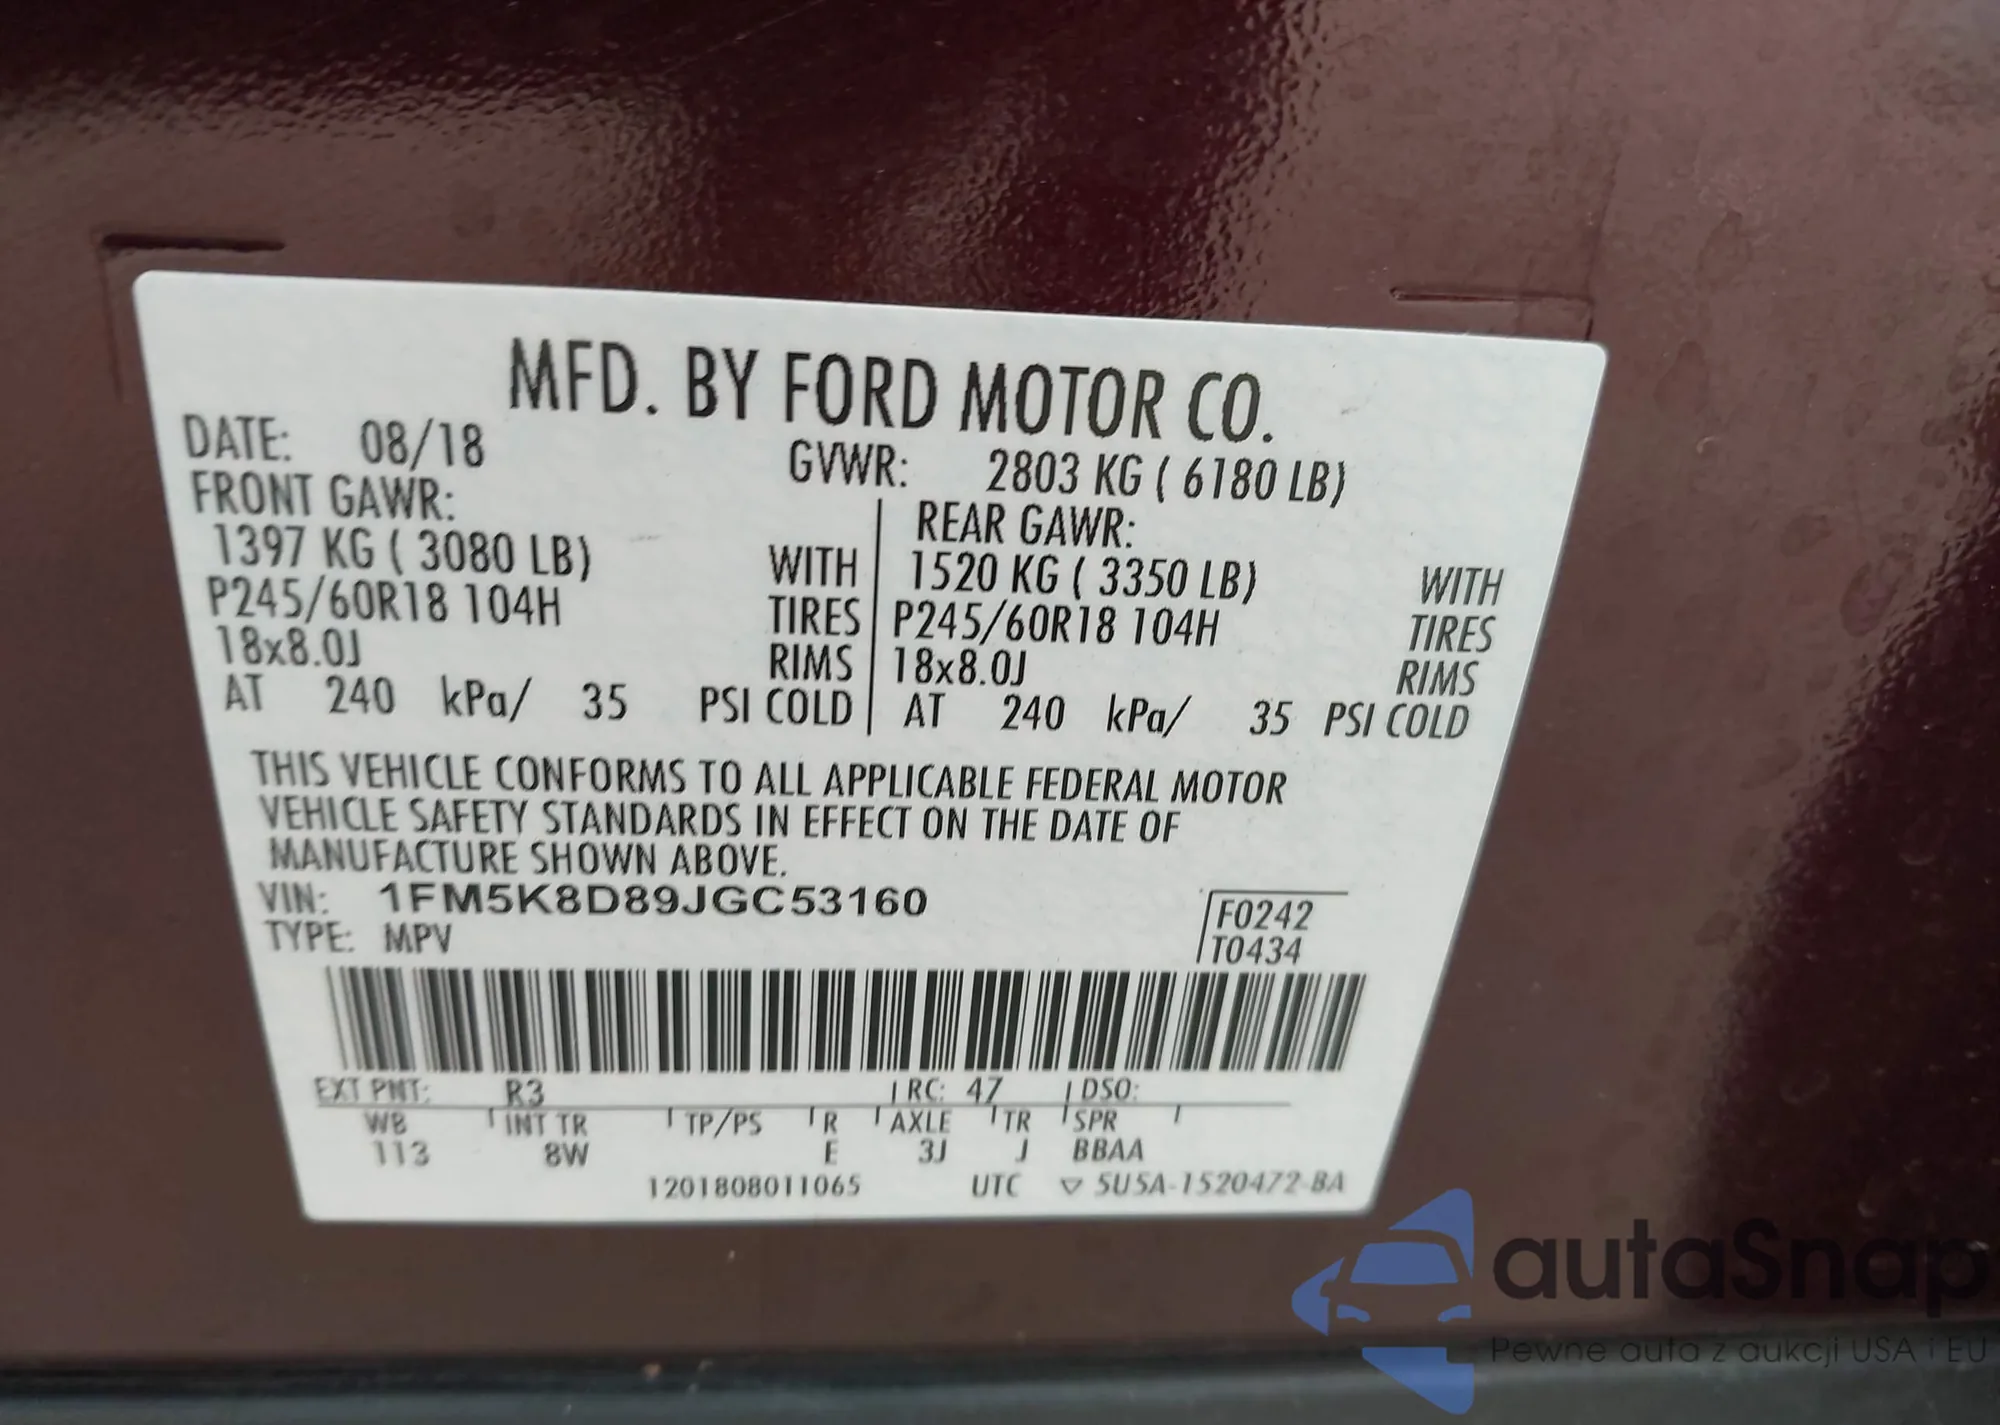 MFD. BY FORD MOTOR CO.
DATE: 08/18 GVWR: 2803 KG ( 6180 LB)
FRONT GAWR: REAR GAWR:
1397 KG ( 3080 LB) WITH 1520 KG ( 3350 LB) WITH
P245/60R18 104H TIRES P245/60R18 104H TIRES
18x8.0J RIMS 18x8.0J RIMS
AT 240 kPa/ 35 PSI COLD AT 240 kPa/ 35 PSI COLD
THIS VEHICLE CONFORMS TO ALL APPLICABLE FEDERAL MOTOR
VEHICLE SAFETY STANDARDS IN EFFECT ON THE DATE OF
MANUFACTURE SHOWN ABOVE.
VIN: 1FM5K8D89JGC53160 F0242
TYPE: MPV T0434
EXT PNT: R3 RC: 47 DSO:
WB INT TR TP/PS R AXLE TR SPR
113 8W E 3J J BBAA
1201808011065 UTC ▽ 5U5A-1520472-BA
autaSnap
Pewne auta z aukcji USA i EU